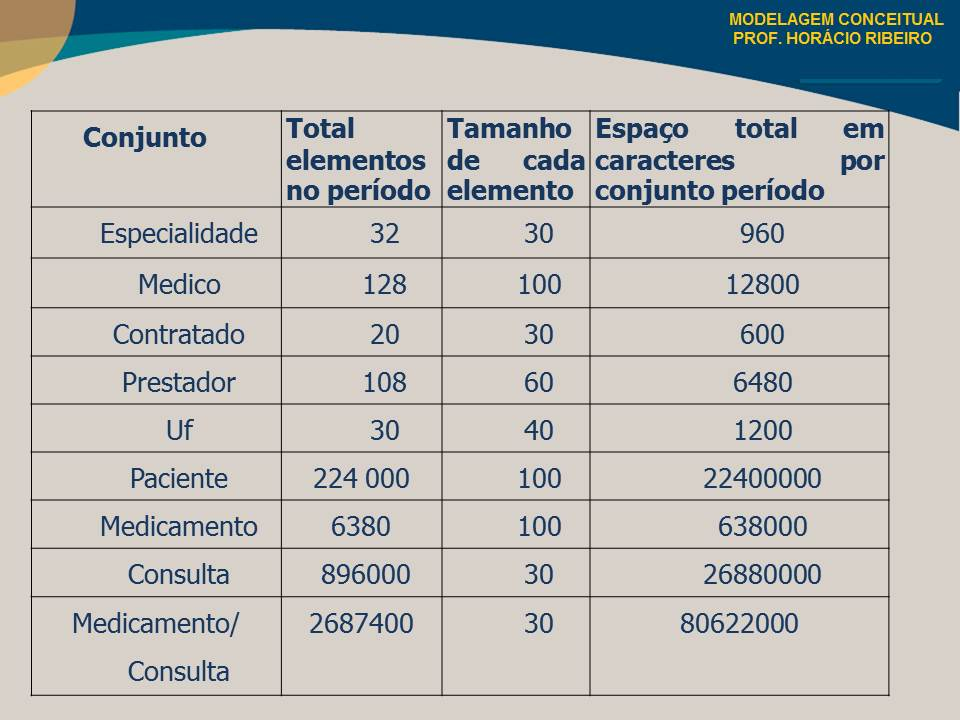 MODELAGEM CONCEITUAL
PROF. HORÁCIO RIBEIRO
Conjunto
Total
elementos
no período
Tamanho
de cada
elemento
Espaço total em
caracteres por
conjunto período
Especialidade 32 30 960
Medico 128 100 12800
Contratado 20 30 600
Prestador 108 60 6480
Uf 30 40 1200
Paciente 224 000 100 22400000
Medicamento 6380 100 638000
Consulta 896000 30 26880000
Medicamento/ 2687400 30 80622000
Consulta